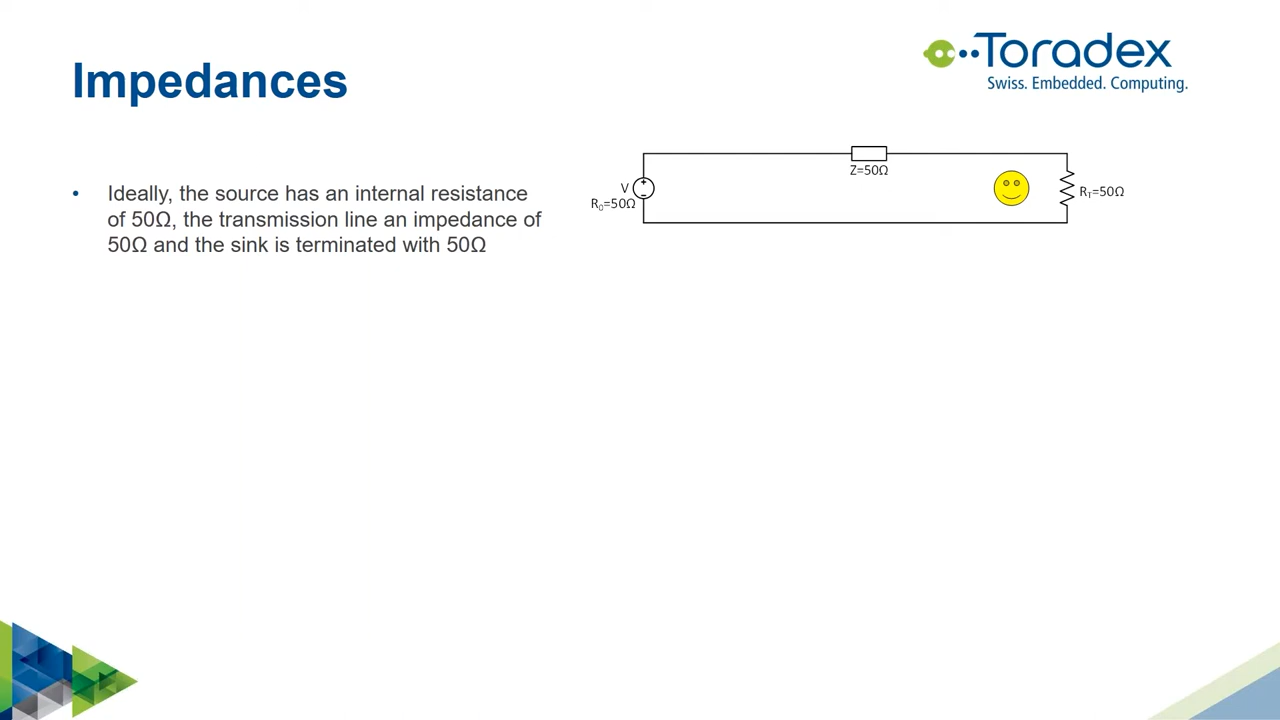 Impedances
Toradex
Swiss. Embedded. Computing.
• Ideally, the source has an internal resistance
of 50Ω, the transmission line an impedance of
50Ω and the sink is terminated with 50Ω
Z=50Ω
V
R₀=50Ω
+
-
R_T=50Ω